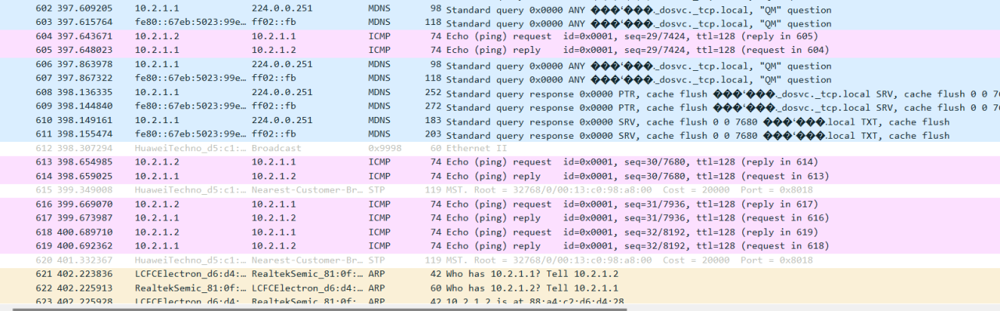 602 397.609205 10.2.1.1 224.0.0.251 MDNS 98 Standard query 0x0000 ANY ���‘���._dosvc._tcp.local, "QM" question
603 397.615764 fe80::67eb:5023:99e… ff02::fb MDNS 118 Standard query 0x0000 ANY ���‘���._dosvc._tcp.local, "QM" question
604 397.643671 10.2.1.2 10.2.1.1 ICMP 74 Echo (ping) request id=0x0001, seq=29/7424, ttl=128 (reply in 605)
605 397.648023 10.2.1.1 10.2.1.2 ICMP 74 Echo (ping) reply id=0x0001, seq=29/7424, ttl=128 (request in 604)
606 397.863978 10.2.1.1 224.0.0.251 MDNS 98 Standard query 0x0000 ANY ���‘���._dosvc._tcp.local, "QM" question
607 397.867322 fe80::67eb:5023:99e… ff02::fb MDNS 118 Standard query 0x0000 ANY ���‘���._dosvc._tcp.local, "QM" question
608 398.136335 10.2.1.1 224.0.0.251 MDNS 252 Standard query response 0x0000 PTR, cache flush ���‘���._dosvc._tcp.local SRV, cache flush 0 0 76
609 398.144840 fe80::67eb:5023:99e… ff02::fb MDNS 272 Standard query response 0x0000 PTR, cache flush ���‘���._dosvc._tcp.local SRV, cache flush 0 0 76
610 398.149161 10.2.1.1 224.0.0.251 MDNS 183 Standard query response 0x0000 SRV, cache flush 0 0 7680 ���‘���.local TXT, cache flush
611 398.155474 fe80::67eb:5023:99e… ff02::fb MDNS 203 Standard query response 0x0000 SRV, cache flush 0 0 7680 ���‘���.local TXT, cache flush
612 398.307294 HuaweiTechno_d5:c1:… Broadcast 0x9998 60 Ethernet II
613 398.654985 10.2.1.2 10.2.1.1 ICMP 74 Echo (ping) request id=0x0001, seq=30/7680, ttl=128 (reply in 614)
614 398.659025 10.2.1.1 10.2.1.2 ICMP 74 Echo (ping) reply id=0x0001, seq=30/7680, ttl=128 (request in 613)
615 399.349008 HuaweiTechno_d5:c1:… Nearest-Customer-Br… STP 119 MST. Root = 32768/0/00:13:c0:98:a8:00 Cost = 20000 Port = 0x8018
616 399.669070 10.2.1.2 10.2.1.1 ICMP 74 Echo (ping) request id=0x0001, seq=31/7936, ttl=128 (reply in 617)
617 399.673987 10.2.1.1 10.2.1.2 ICMP 74 Echo (ping) reply id=0x0001, seq=31/7936, ttl=128 (request in 616)
618 400.689710 10.2.1.2 10.2.1.1 ICMP 74 Echo (ping) request id=0x0001, seq=32/8192, ttl=128 (reply in 619)
619 400.692362 10.2.1.1 10.2.1.2 ICMP 74 Echo (ping) reply id=0x0001, seq=32/8192, ttl=128 (request in 618)
620 401.332367 HuaweiTechno_d5:c1:… Nearest-Customer-Br… STP 119 MST. Root = 32768/0/00:13:c0:98:a8:00 Cost = 20000 Port = 0x8018
621 402.223836 LCFCElectron_d6:d4:… RealtekSemic_81:0f:… ARP 42 Who has 10.2.1.1? Tell 10.2.1.2
622 402.225913 RealtekSemic_81:0f:… LCFCElectron_d6:d4:… ARP 60 Who has 10.2.1.2? Tell 10.2.1.1
623 402.225928 LCFCElectron_d6:d4:… RealtekSemic_81:0f:… ARP 42 10.2.1.2 is at 88:a4:c2:d6:d4:28